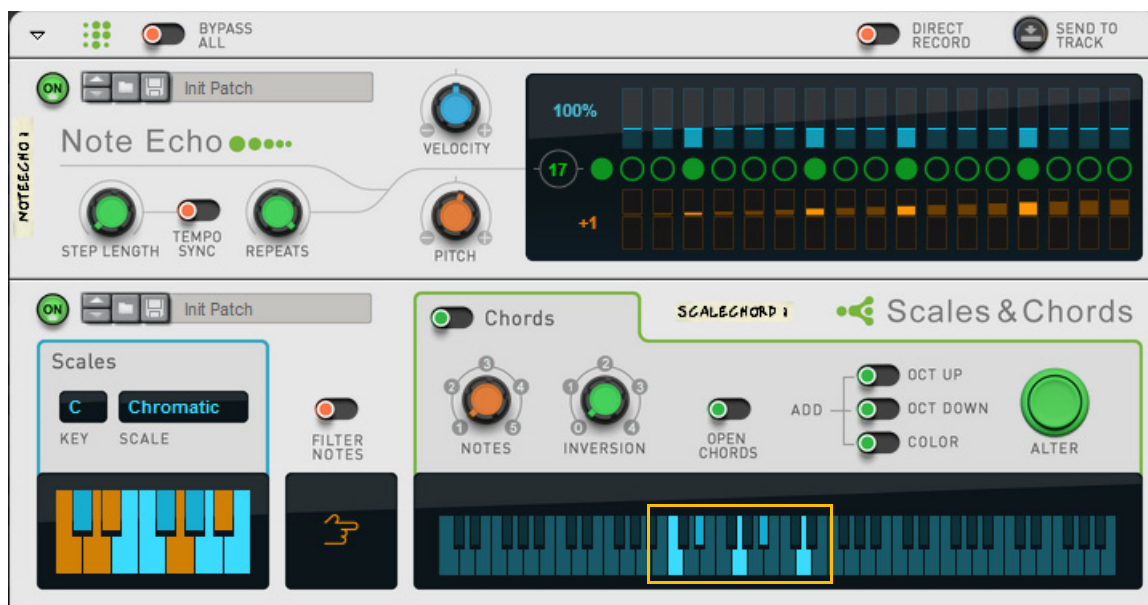 BYPASS
ALL
DIRECT
RECORD
SEND TO
TRACK
ON
Init Patch
Note Echo
NOTEECHO 1
STEP LENGTH
TEMPO
SYNC
REPEATS
VELOCITY
PITCH
100%
17
+1
ON
Init Patch
Scales
C
Chromatic
KEY
SCALE
FILTER
NOTES
Chords
SCALECHORD 1
Scales & Chords
1
2
3
4
5
NOTES
0
1
2
3
4
INVERSION
OPEN
CHORDS
ADD
OCT UP
OCT DOWN
COLOR
ALTER